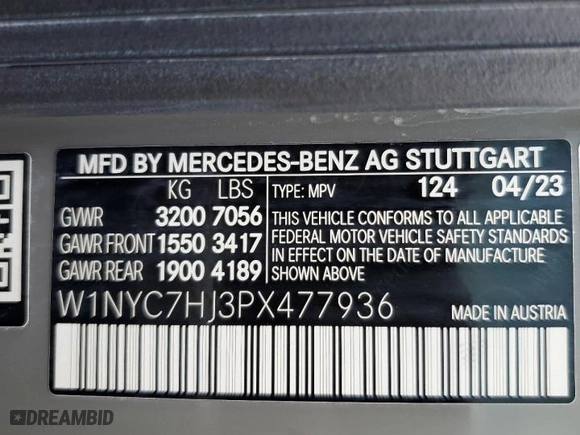 MFD BY MERCEDES-BENZ AG STUTTGART
KG LBS TYPE: MPV 124 04/23
GVWR 3200 7056 THIS VEHICLE CONFORMS TO ALL APPLICABLE
GAWR FRONT 1550 3417 FEDERAL MOTOR VEHICLE SAFETY STANDARDS
GAWR REAR 1900 4189 IN EFFECT ON THE DATE OF MANUFACTURE
SHOWN ABOVE.
W1NYC7HJ3PX477936 MADE IN AUSTRIA
DREAMBID